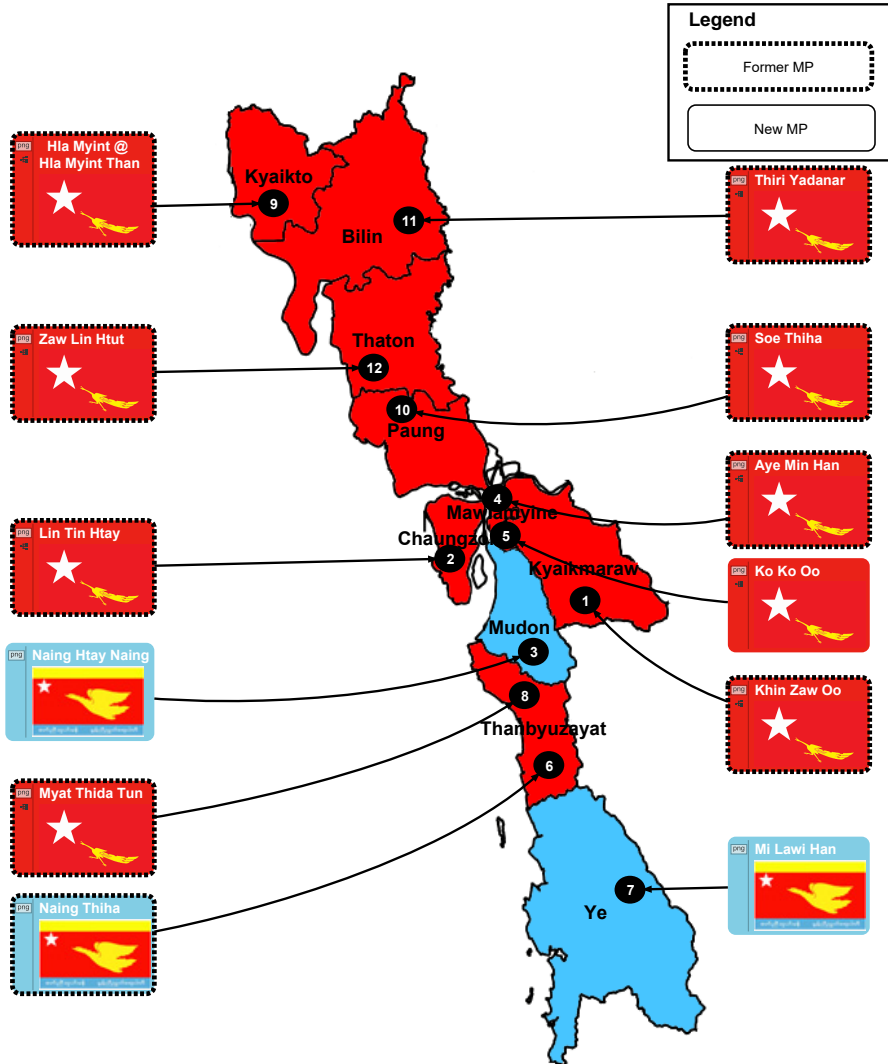 Legend
Former MP
New MP
png
Hla Myint @
Hla Myint Than
png
Thiri Yadanar
Kyaikto
9
11
Bilin
png
Zaw Lin Htut
png
Soe Thiha
Thaton
12
10
Paung
png
Aye Min Han
4
Mawlamyine
png
Lin Tin Htay
Chaungzon
5
2
Kyaikmaraw
png
Ko Ko Oo
1
Mudon
png
Naing Htay Naing
3
png
Khin Zaw Oo
8
Thanbyuzayat
6
png
Myat Thida Tun
png
Mi Lawi Han
7
Ye
png
Naing Thiha